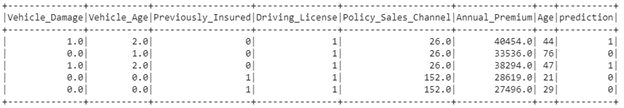 +--------------+-----------+------------------+---------------+--------------------+--------------+---+----------+
|Vehicle_Damage|Vehicle_Age|Previously_Insured|Driving_License|Policy_Sales_Channel|Annual_Premium|Age|prediction|
+--------------+-----------+------------------+---------------+--------------------+--------------+---+----------+
|           1.0|        2.0|                 0|              1|                26.0|       40454.0| 44|         1|
|           0.0|        1.0|                 0|              1|                26.0|       33536.0| 76|         0|
|           1.0|        2.0|                 0|              1|                26.0|       38294.0| 47|         1|
|           0.0|        0.0|                 1|              1|               152.0|       28619.0| 21|         0|
|           0.0|        0.0|                 1|              1|               152.0|       27496.0| 29|         0|
+--------------+-----------+------------------+---------------+--------------------+--------------+---+----------+